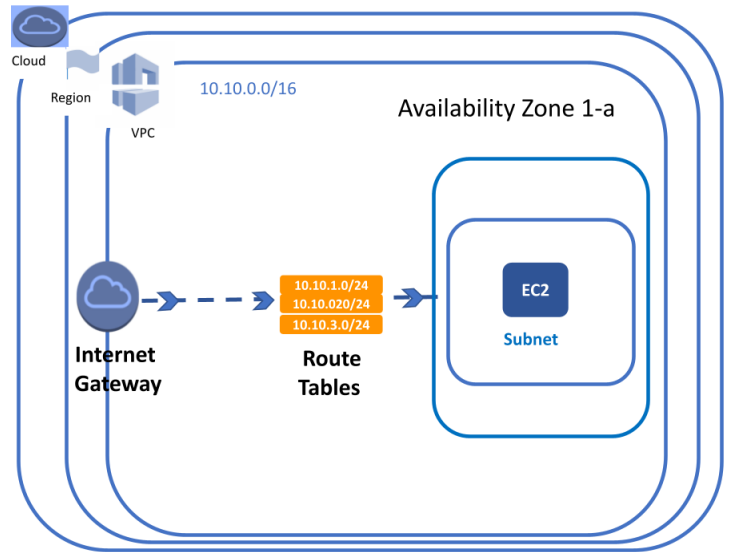 Cloud
Region
VPC
10.10.0.0/16
Availability Zone 1-a
10.10.1.0/24
10.10.020/24
10.10.3.0/24
EC2
Subnet
Internet
Gateway
Route
Tables